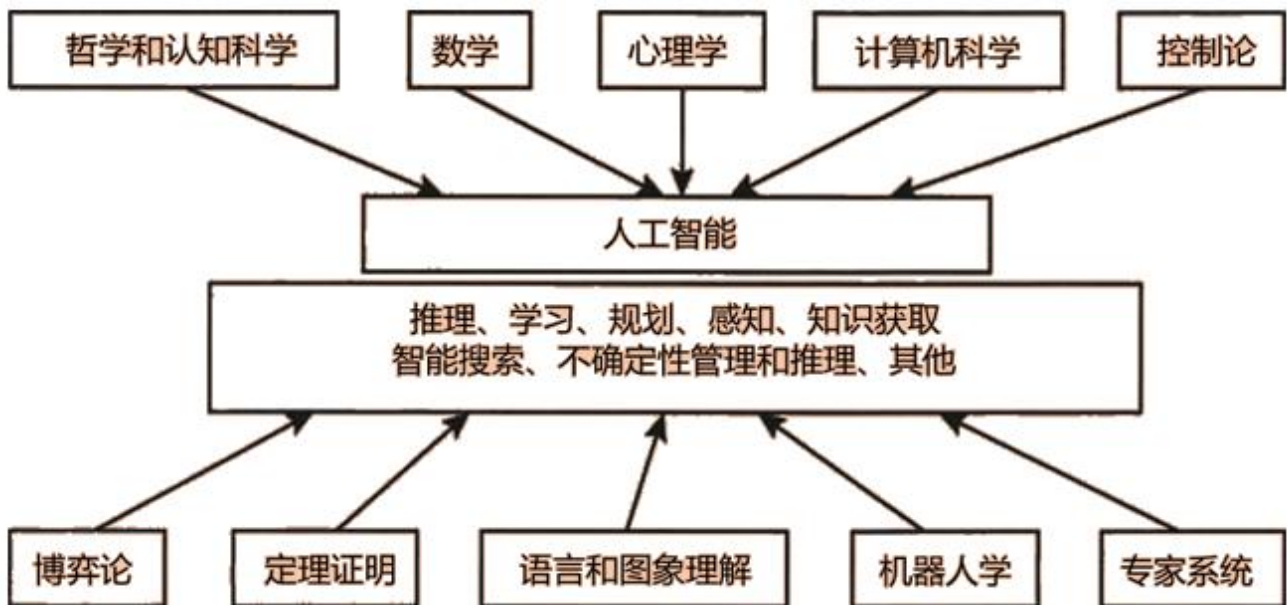 哲学和认知科学
数学
心理学
计算机科学
控制论
人工智能
推理、学习、规划、感知、知识获取
智能搜索、不确定性管理和推理、其他
博弈论
定理证明
语言和图象理解
机器人学
专家系统